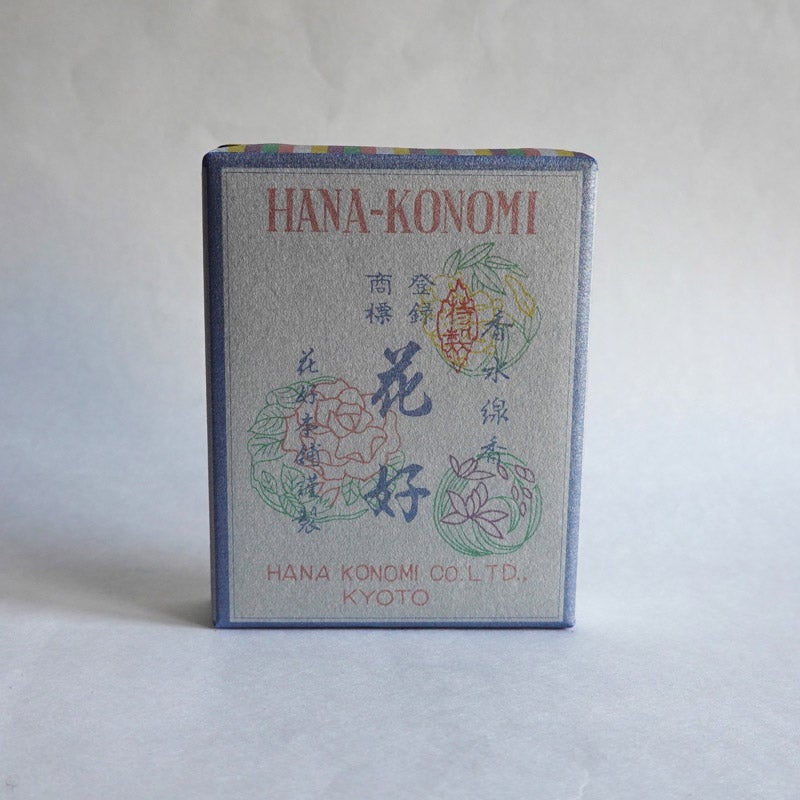 HANA-KONOMI
登録
商標
特製
香水線香
花好
花好本舗謹製
HANA KONOMI CO. LTD.,
KYOTO